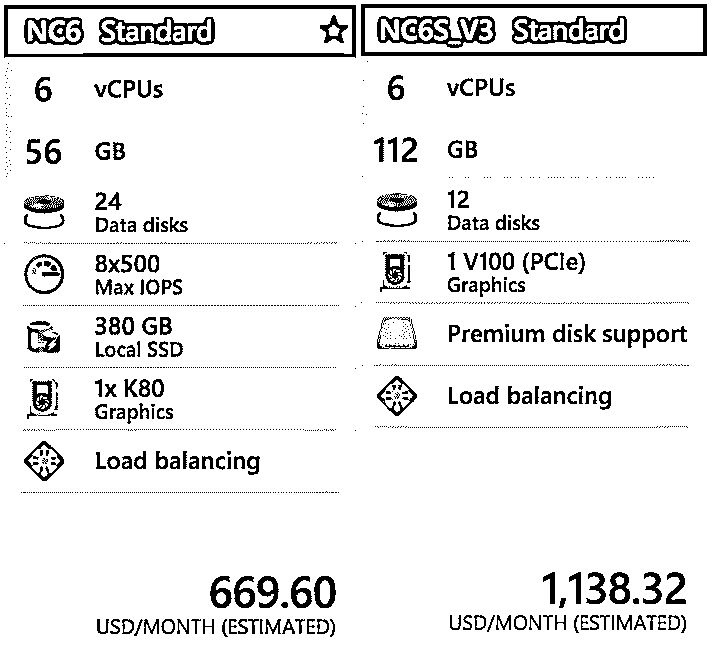 NC6 Standard
6 vCPUs
56 GB
24
Data disks
8x500
Max IOPS
380 GB
Local SSD
1x K80
Graphics
Load balancing
669.60
USD/MONTH (ESTIMATED)
NC6S_V3 Standard
6 vCPUs
112 GB
12
Data disks
1 V100 (PCIe)
Graphics
Premium disk support
Load balancing
1,138.32
USD/MONTH (ESTIMATED)